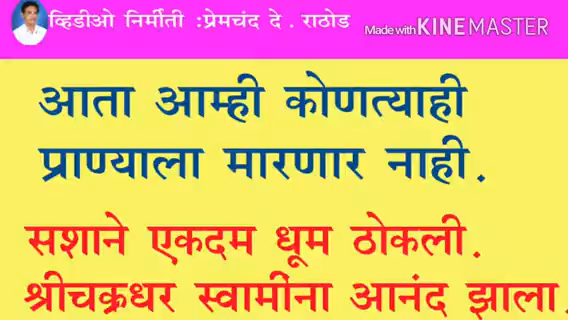 व्हिडीओ निर्मीती :प्रेमचंद दे . राठोड
Made with KINEMASTER
आता आम्ही कोणत्याही
प्राण्याला मारणार नाही.
सशाने एकदम धूम ठोकली.
श्रीचक्रधर स्वामींना आनंद झाला.